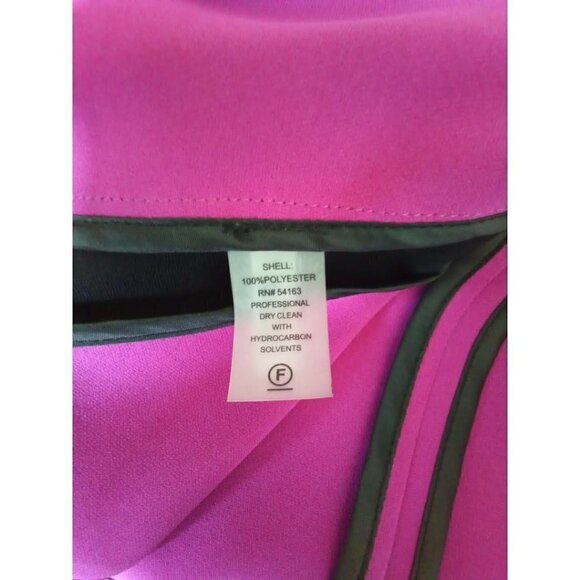 SHELL:
100%POLYESTER
RN# 54163
PROFESSIONAL
DRY CLEAN
WITH
HYDROCARBON
SOLVENTS
F